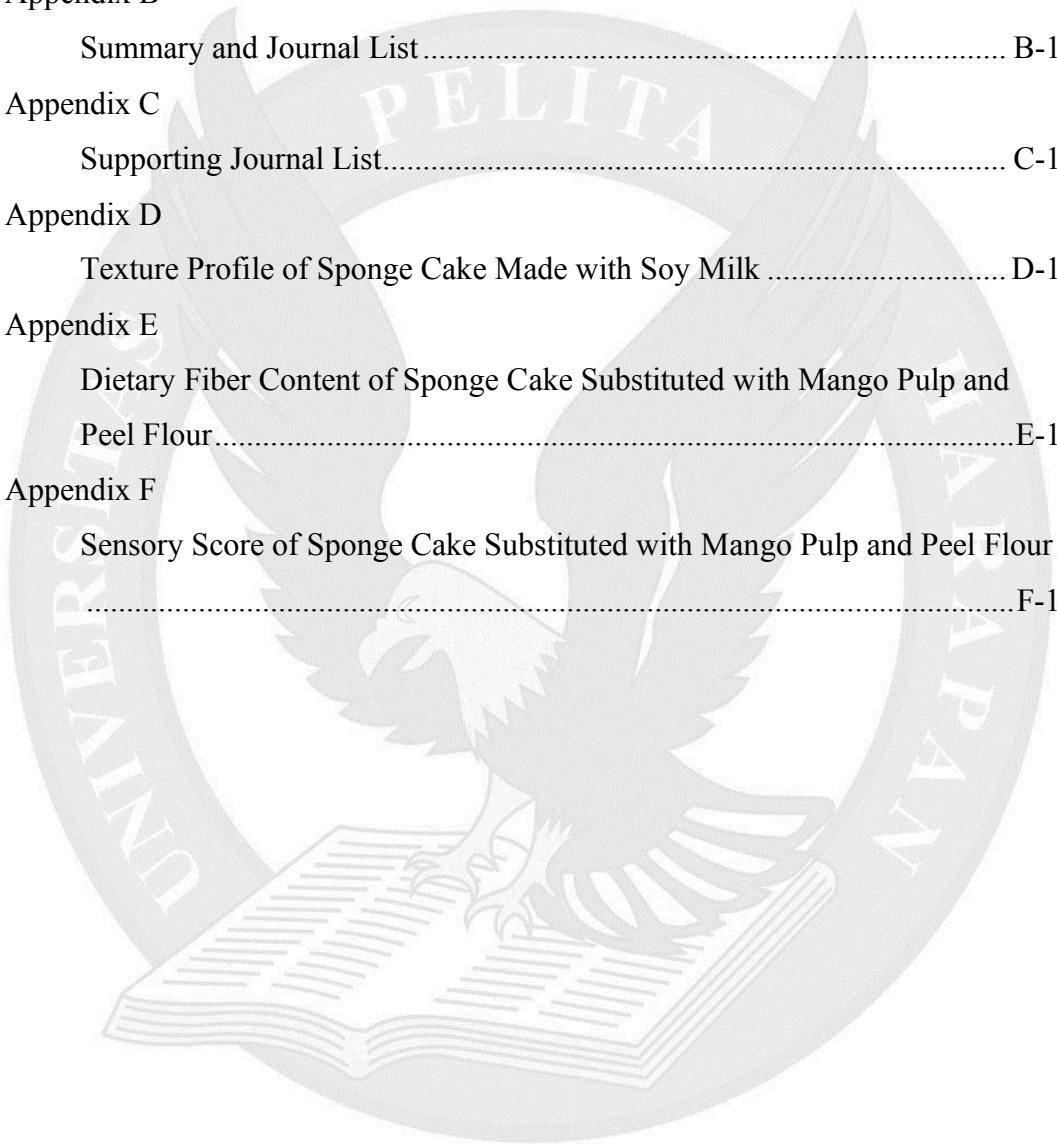 Appendix B
Summary and Journal List ........................................................................ B-1
Appendix C
Supporting Journal List ............................................................................. C-1
Appendix D
Texture Profile of Sponge Cake Made with Soy Milk .............................. D-1
Appendix E
Dietary Fiber Content of Sponge Cake Substituted with Mango Pulp and
Peel Flour ................................................................................................... E-1
Appendix F
Sensory Score of Sponge Cake Substituted with Mango Pulp and Peel Flour
.................................................................................................................... F-1
UNIVERSITAS PELITA HARAPAN